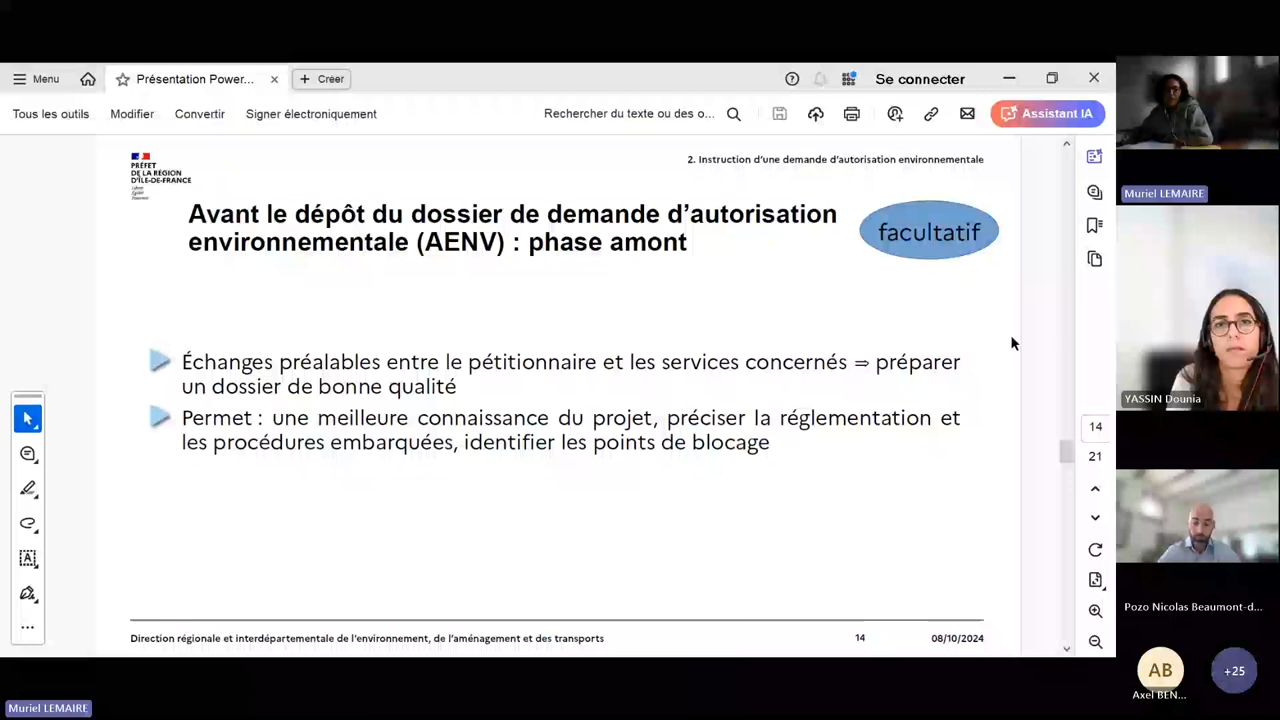 Menu
Présentation Power...
Créer
Se connecter
Tous les outils
Modifier
Convertir
Signer électroniquement
Rechercher du texte ou des o...
Assistant IA
PRÉFET
DE LA RÉGION
D'ÎLE-DE-FRANCE
Liberté
Égalité
Fraternité
2. Instruction d'une demande d'autorisation environnementale
Avant le dépôt du dossier de demande d'autorisation
environnementale (AENV) : phase amont
facultatif
Échanges préalables entre le pétitionnaire et les services concernés ⇒ préparer
un dossier de bonne qualité
Permet : une meilleure connaissance du projet, préciser la réglementation et
les procédures embarquées, identifier les points de blocage
Direction régionale et interdépartementale de l'environnement, de l'aménagement et des transports
14
08/10/2024
14
21
Muriel LEMAIRE
YASSIN Dounia
Pozo Nicolas Beaumont-d...
AB
+25
Axel BEN...
Muriel LEMAIRE